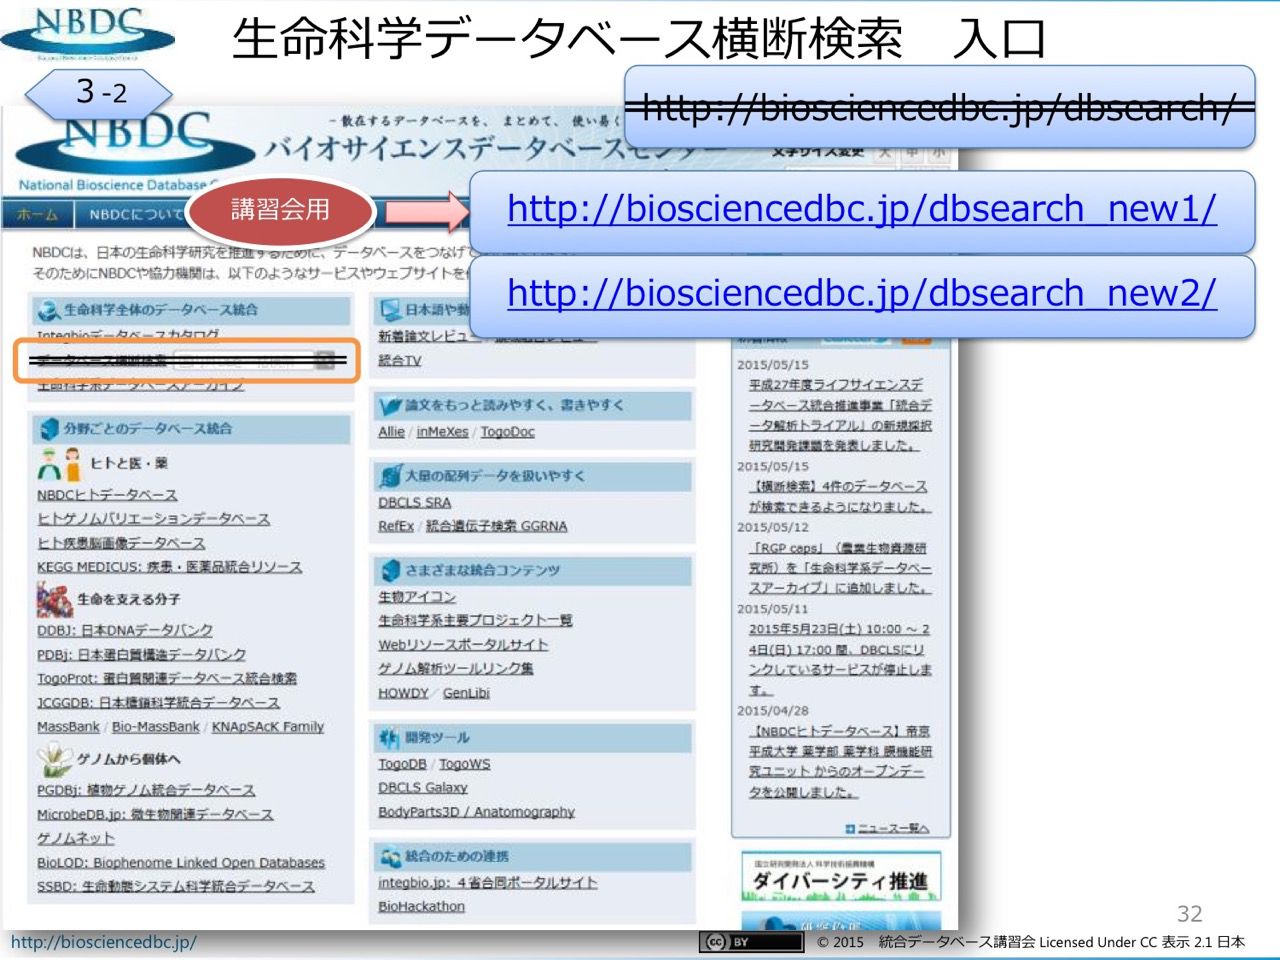 NBDC
生命科学データベース横断検索　入口
3 -2
http://biosciencedbc.jp/dbsearch/
NBDC
National Bioscience Database
－散在するデータベースを、まとめて、使い易く
バイオサイエンスデータベースセンター
文字サイズ変更 大 中 小
ホーム
NBDCについて
講習会用
http://biosciencedbc.jp/dbsearch_new1/
http://biosciencedbc.jp/dbsearch_new2/
NBDCは、日本の生命科学研究を推進するために、データベースをつなげて
そのためにNBDCや協力機関は、以下のようなサービスやウェブサイトを
生命科学全体のデータベース統合
Integbioデータベースカタログ
データベース横断検索
生命科学系データベースアーカイブ
分野ごとのデータベース統合
ヒトと医・薬
NBDCヒトデータベース
ヒトゲノムバリエーションデータベース
ヒト疾患脳画像データベース
KEGG MEDICUS: 疾患・医薬品統合リソース
生命を支える分子
DDBJ: 日本DNAデータバンク
PDBj: 日本蛋白質構造データバンク
TogoProt: 蛋白質関連データベース統合検索
JCGGDB: 日本糖鎖科学統合データベース
MassBank / Bio-MassBank / KNApSAcK Family
ゲノムから個体へ
PGDBj: 植物ゲノム統合データベース
MicrobeDB.jp: 微生物関連データベース
ゲノムネット
BioLOD: Biophenome Linked Open Databases
SSBD: 生命動態システム科学統合データベース
日本語や動
新着論文レビュー
統合TV
論文をもっと読みやすく、書きやすく
Allie / inMeXes / TogoDoc
大量の配列データを扱いやすく
DBCLS SRA
RefEx / 統合遺伝子検索 GGRNA
さまざまな統合コンテンツ
生物アイコン
生命科学系主要プロジェクト一覧
Webリソースポータルサイト
ゲノム解析ツールリンク集
HOWDY / GenLibi
開発ツール
TogoDB / TogoWS
DBCLS Galaxy
BodyParts3D / Anatomography
統合のための連携
integbio.jp: 4省合同ポータルサイト
BioHackathon
新着情報
2015/05/15
平成27年度ライフサイエンスデ
ータベース統合推進事業「統合デ
ータ解析トライアル」の新規採択
研究開発課題を発表しました。
2015/05/15
【横断検索】4件のデータベース
が検索できるようになりました。
2015/05/12
「RGP caps」（農業生物資源研
究所）を「生命科学系データベー
スアーカイブ」に追加しました。
2015/05/11
2015年5月23日(土) 10:00 ～ 2
4日(日) 17:00 間、DBCLSにリ
ンクしているサービスが停止しま
す。
2015/04/28
【NBDCヒトデータベース】帝京
平成大学 薬学部 薬学科 膜機能研
究ユニット からのオープンデー
タを公開しました。
ニュース一覧へ
国立研究開発法人 科学技術振興機構
ダイバーシティ推進
32
http://biosciencedbc.jp/
cc BY
© 2015　統合データベース講習会 Licensed Under CC 表示 2.1 日本